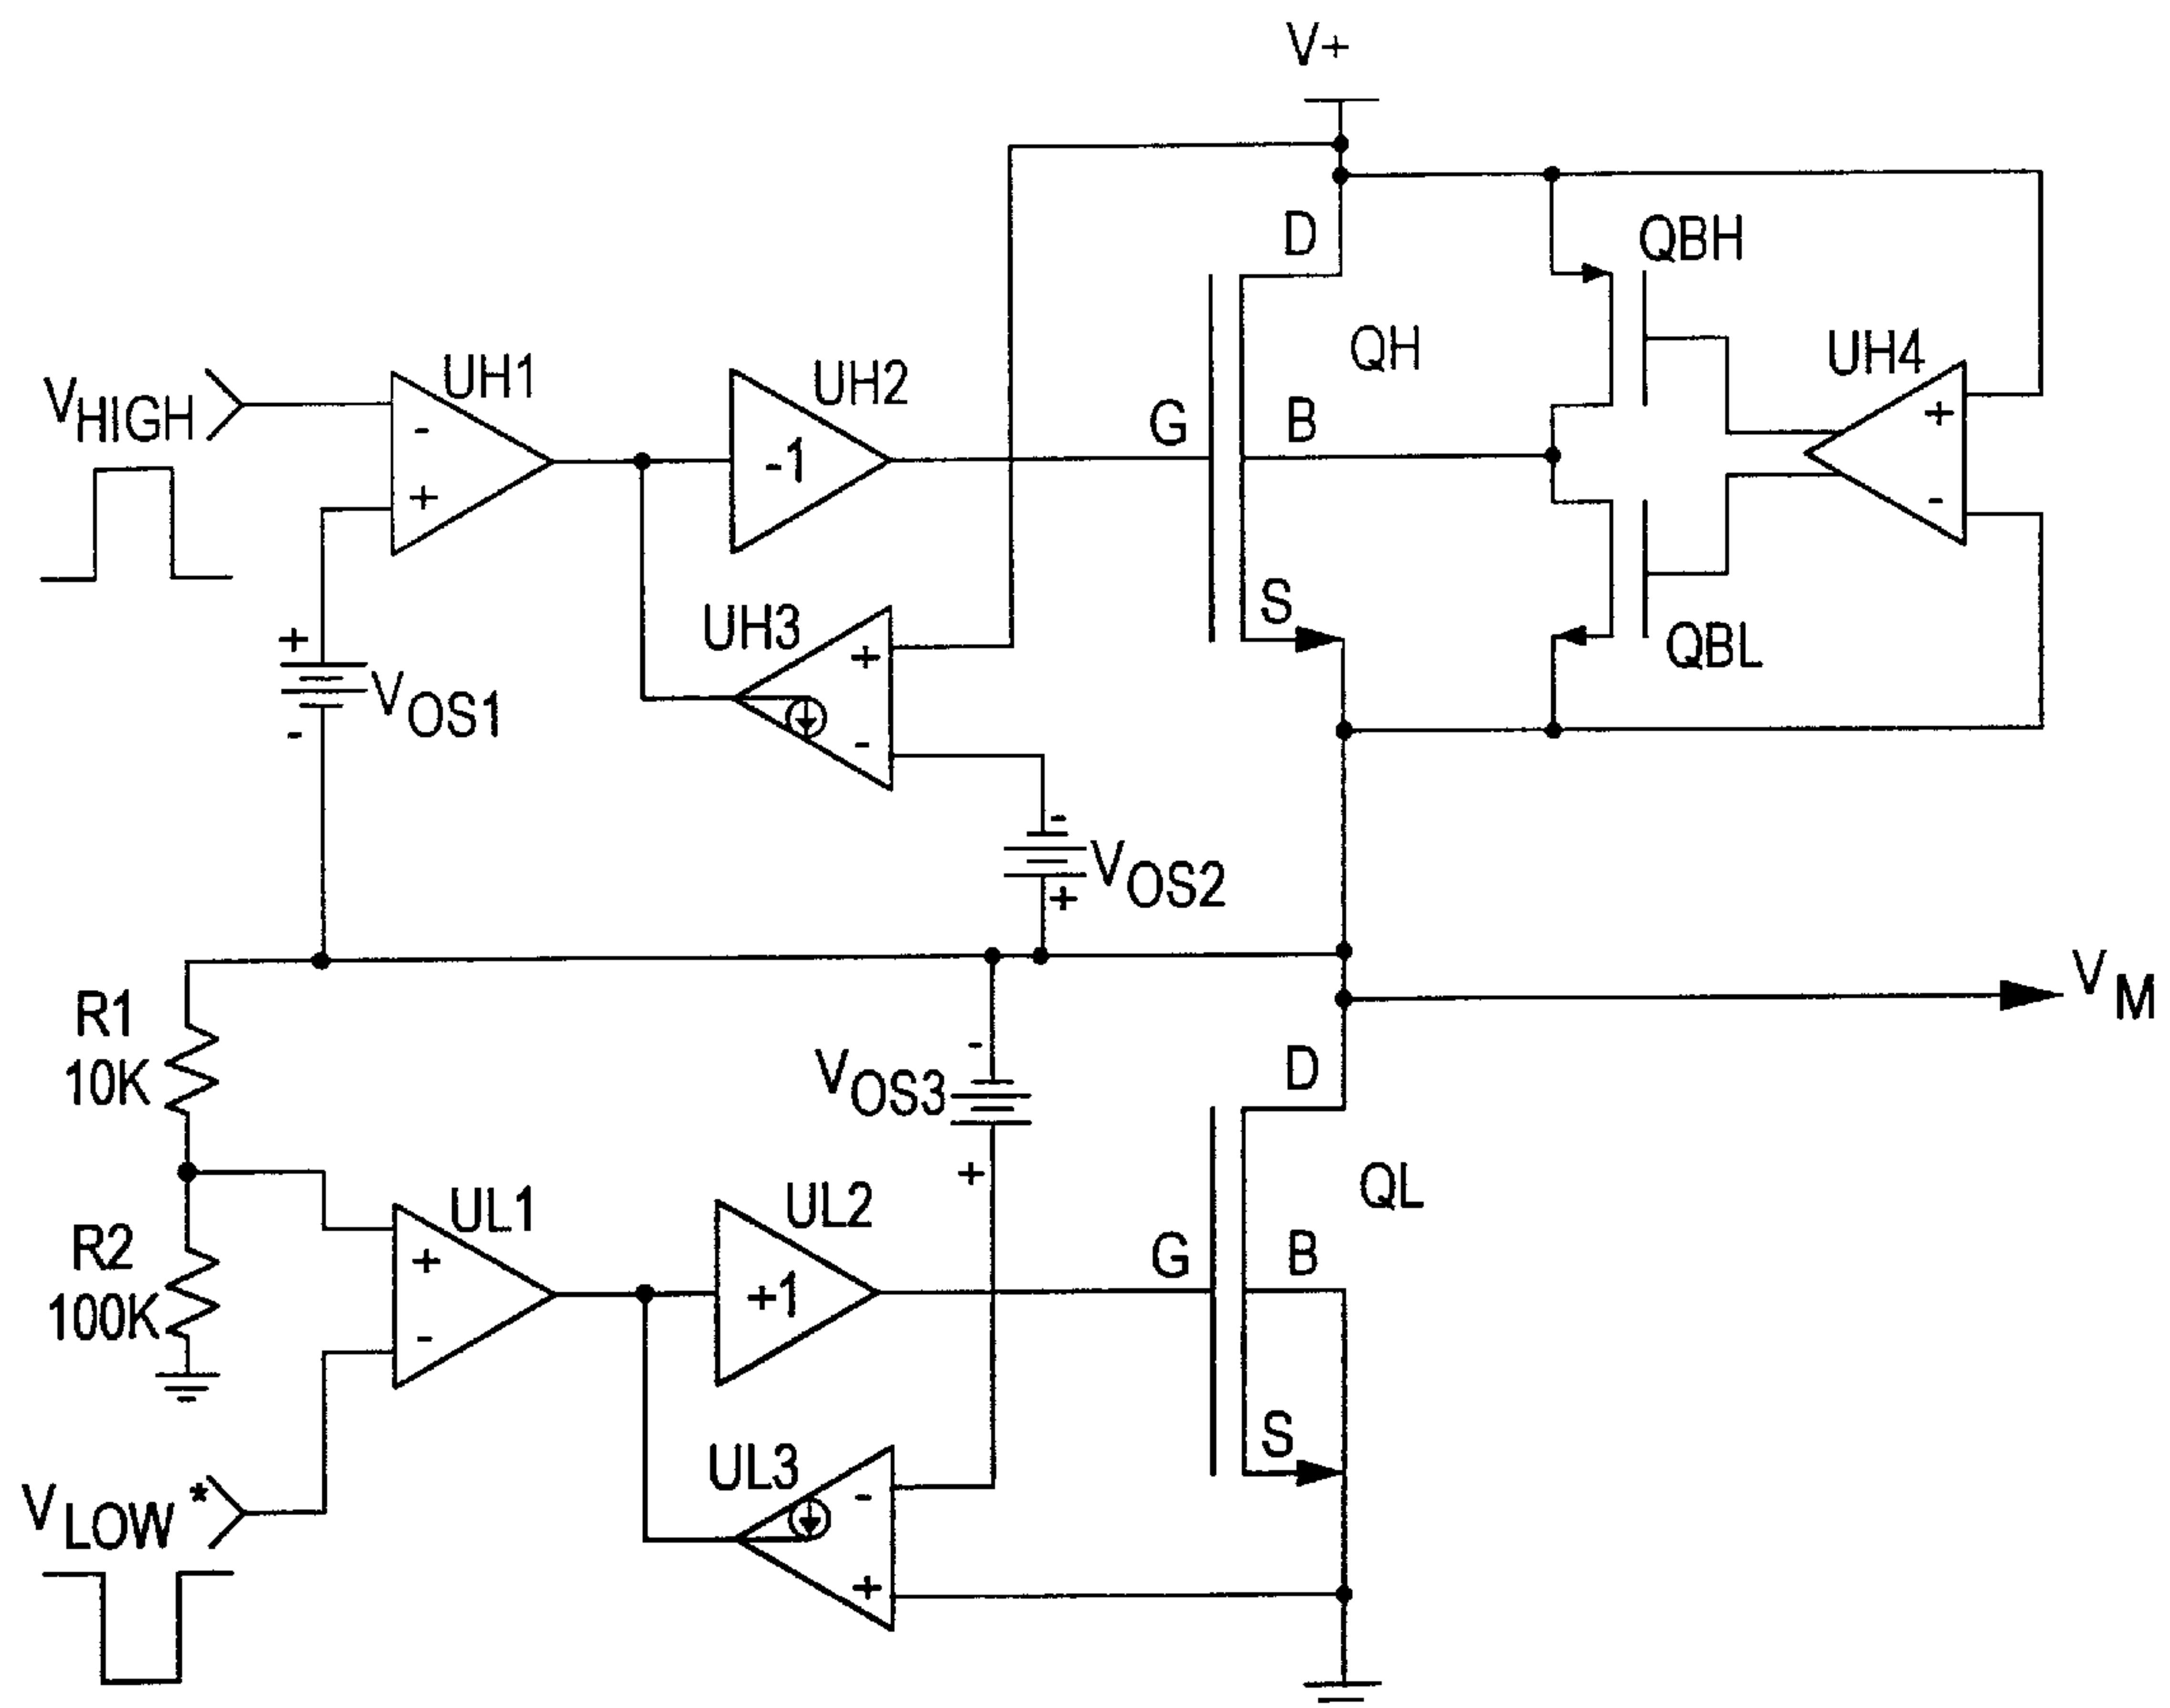 V+
D
QBH
QH
UH4
UH1
UH2
VHIGH
G
B
-
-1
+
+
-
S
UH3
QBL
+
+
VOS1
-
-
-
VOS2
+
VM
R1
10K
D
-
VOS3
+
QL
UL1
UL2
R2
100K
+
+1
G
B
-
S
UL3
-
VLOW*
+